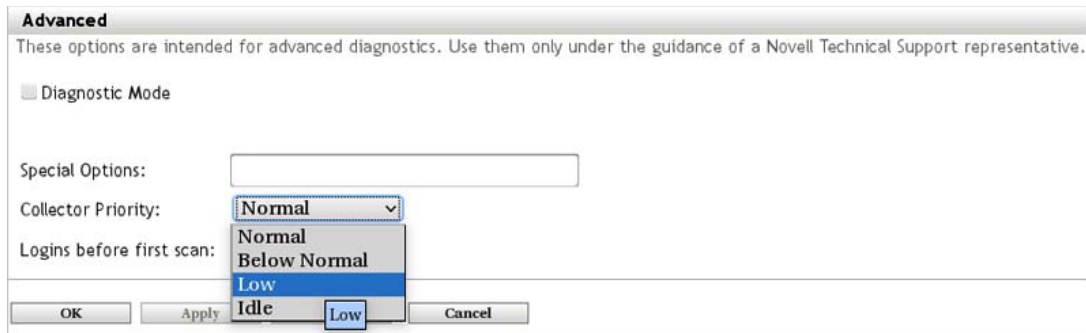 Advanced
These options are intended for advanced diagnostics. Use them only under the guidance of a Novell Technical Support representative.
Diagnostic Mode
Special Options:
Collector Priority: Normal
Normal
Logins before first scan:
Below Normal
Low
Idle
Low
OK Apply Cancel